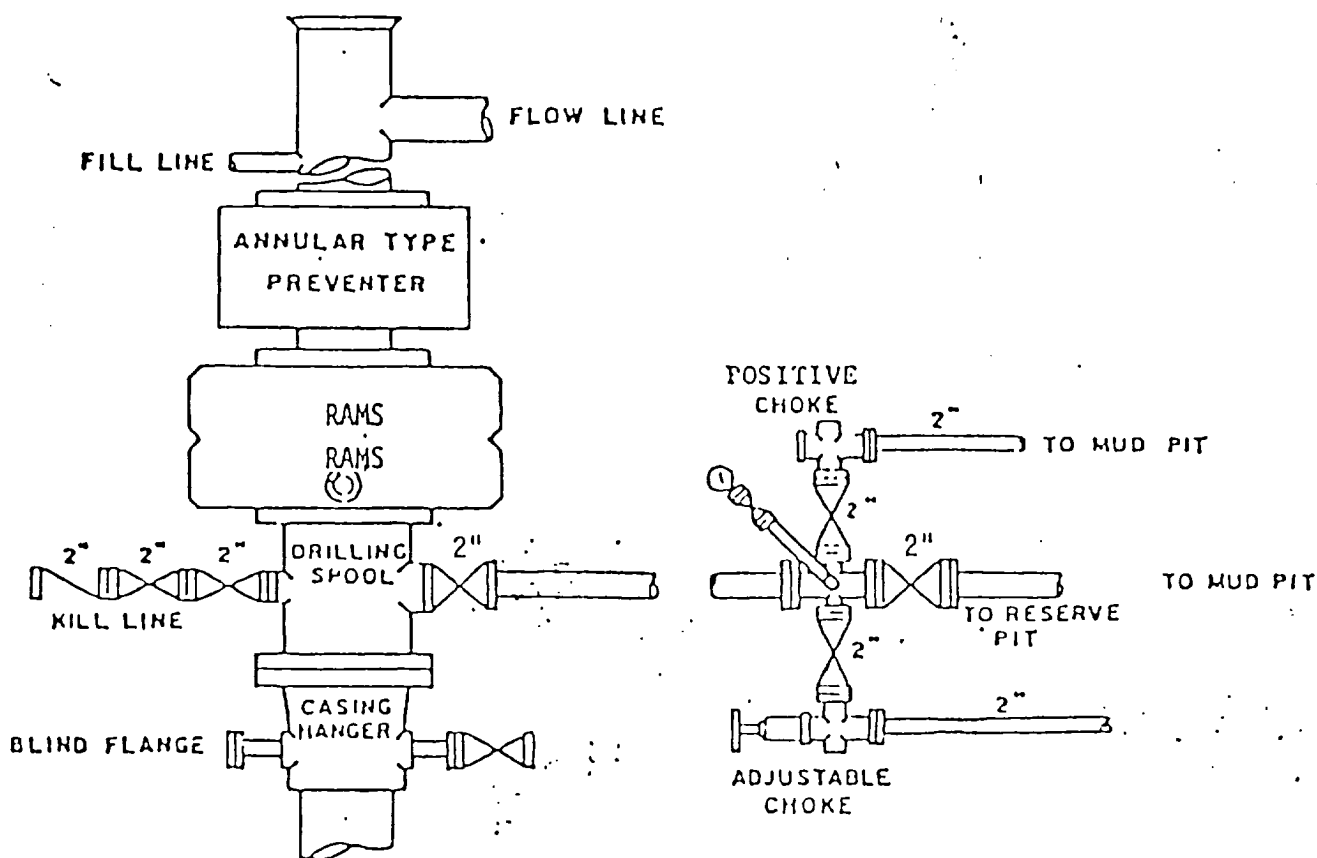 FLOW LINE
FILL LINE
ANNULAR TYPE
PREVENTER
RAMS
RAMS
POSITIVE
CHOKE
2"
TO MUD PIT
2"
2"
2"
2"
DRILLING
SPOOL
2"
KILL LINE
2"
TO MUD PIT
TO RESERVE
PIT
2"
CASING
HANGER
BLIND FLANGE
2"
ADJUSTABLE
CHOKE